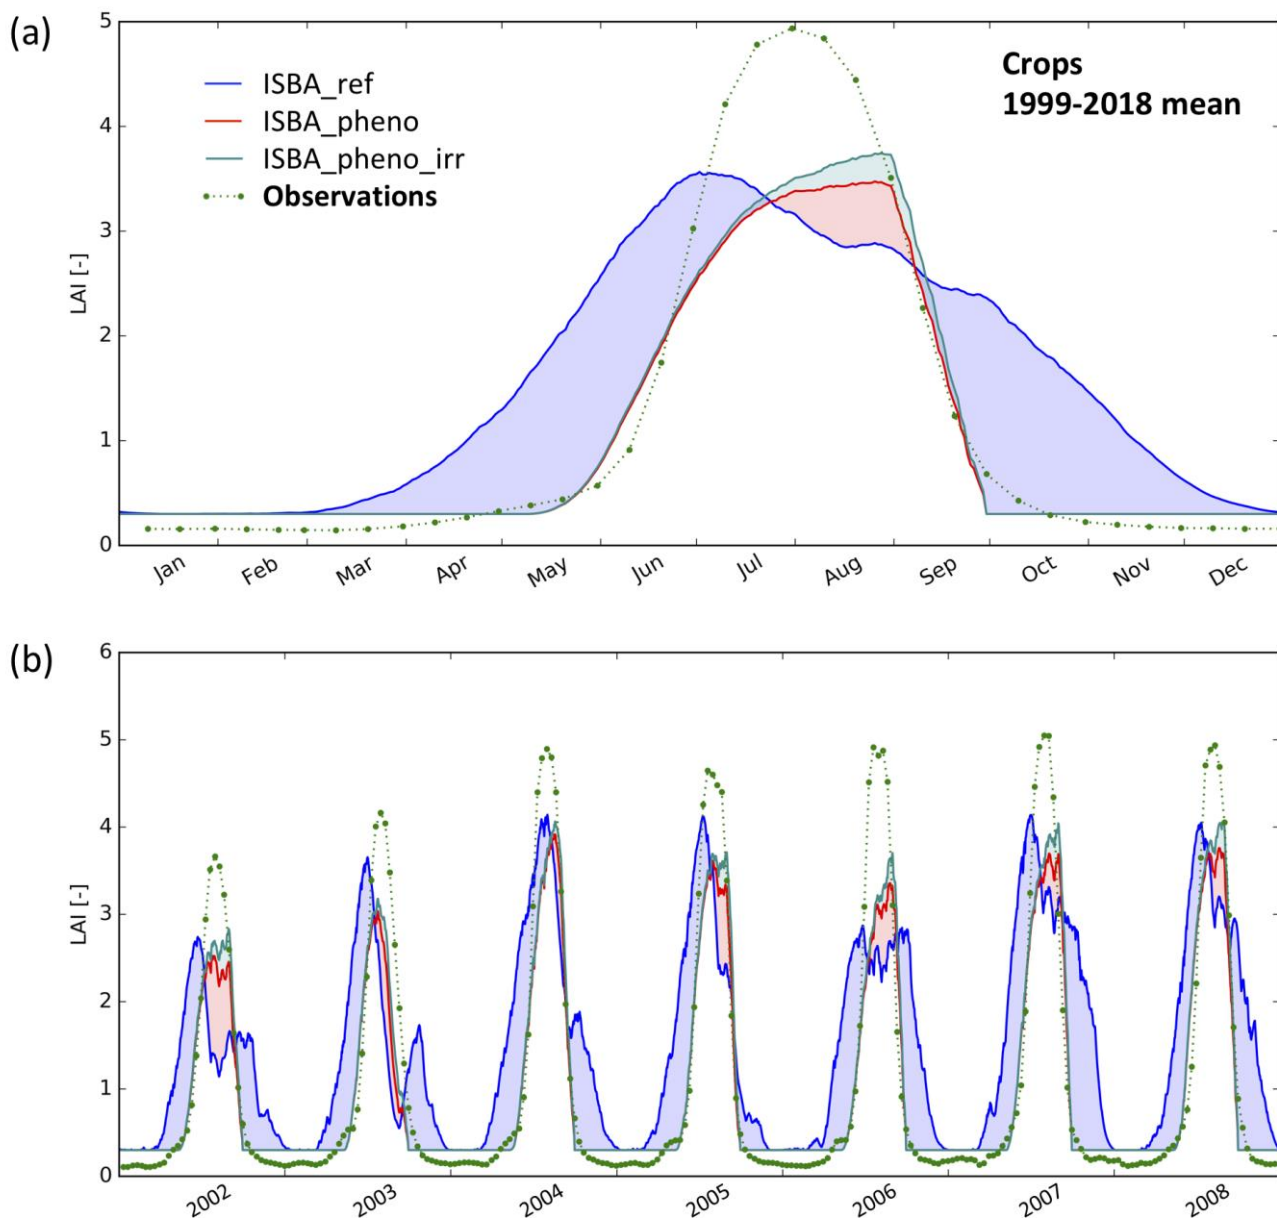 (a)
5
4
3
2
1
0
LAI [-]
ISBA_ref
ISBA_pheno
ISBA_pheno_irr
Observations
Crops
1999-2018 mean
Jan Feb Mar Apr May Jun Jul Aug Sep Oct Nov Dec
(b)
6
5
4
3
2
1
0
LAI [-]
2002 2003 2004 2005 2006 2007 2008